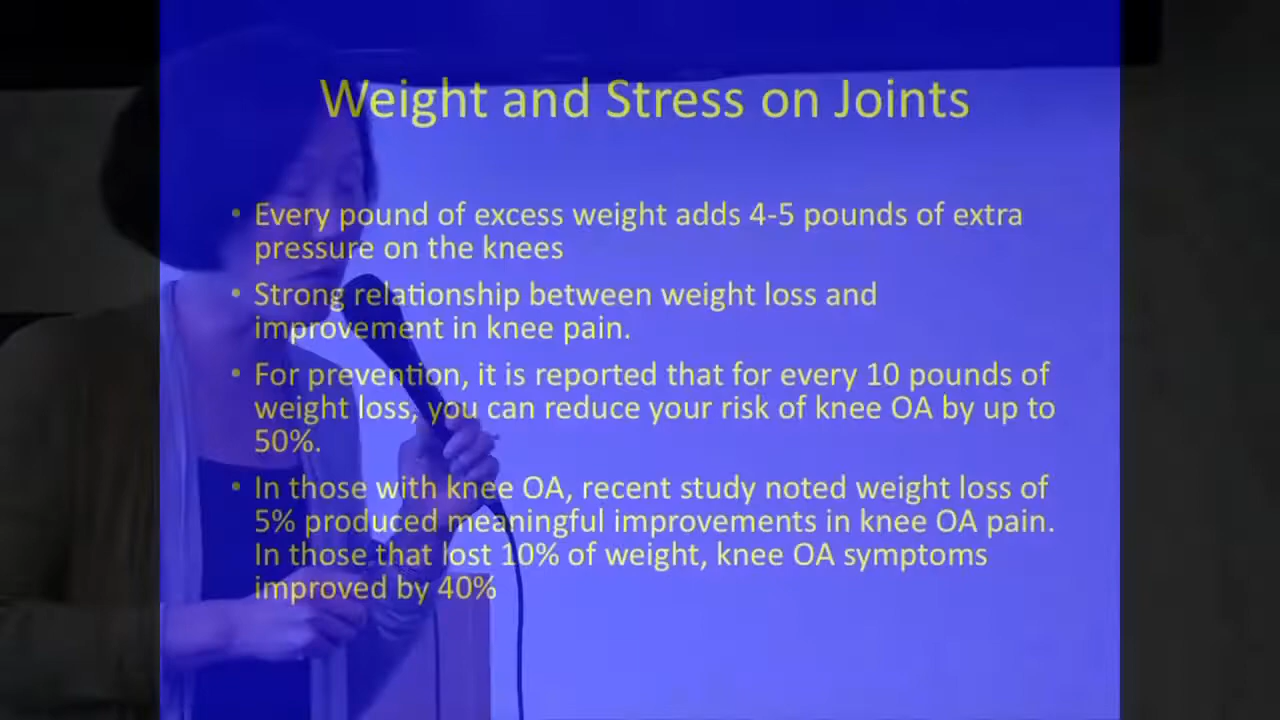 Weight and Stress on Joints
• Every pound of excess weight adds 4-5 pounds of extra
pressure on the knees
• Strong relationship between weight loss and
improvement in knee pain.
• For prevention, it is reported that for every 10 pounds of
weight loss, you can reduce your risk of knee OA by up to
50%.
• In those with knee OA, recent study noted weight loss of
5% produced meaningful improvements in knee OA pain.
In those that lost 10% of weight, knee OA symptoms
improved by 40%